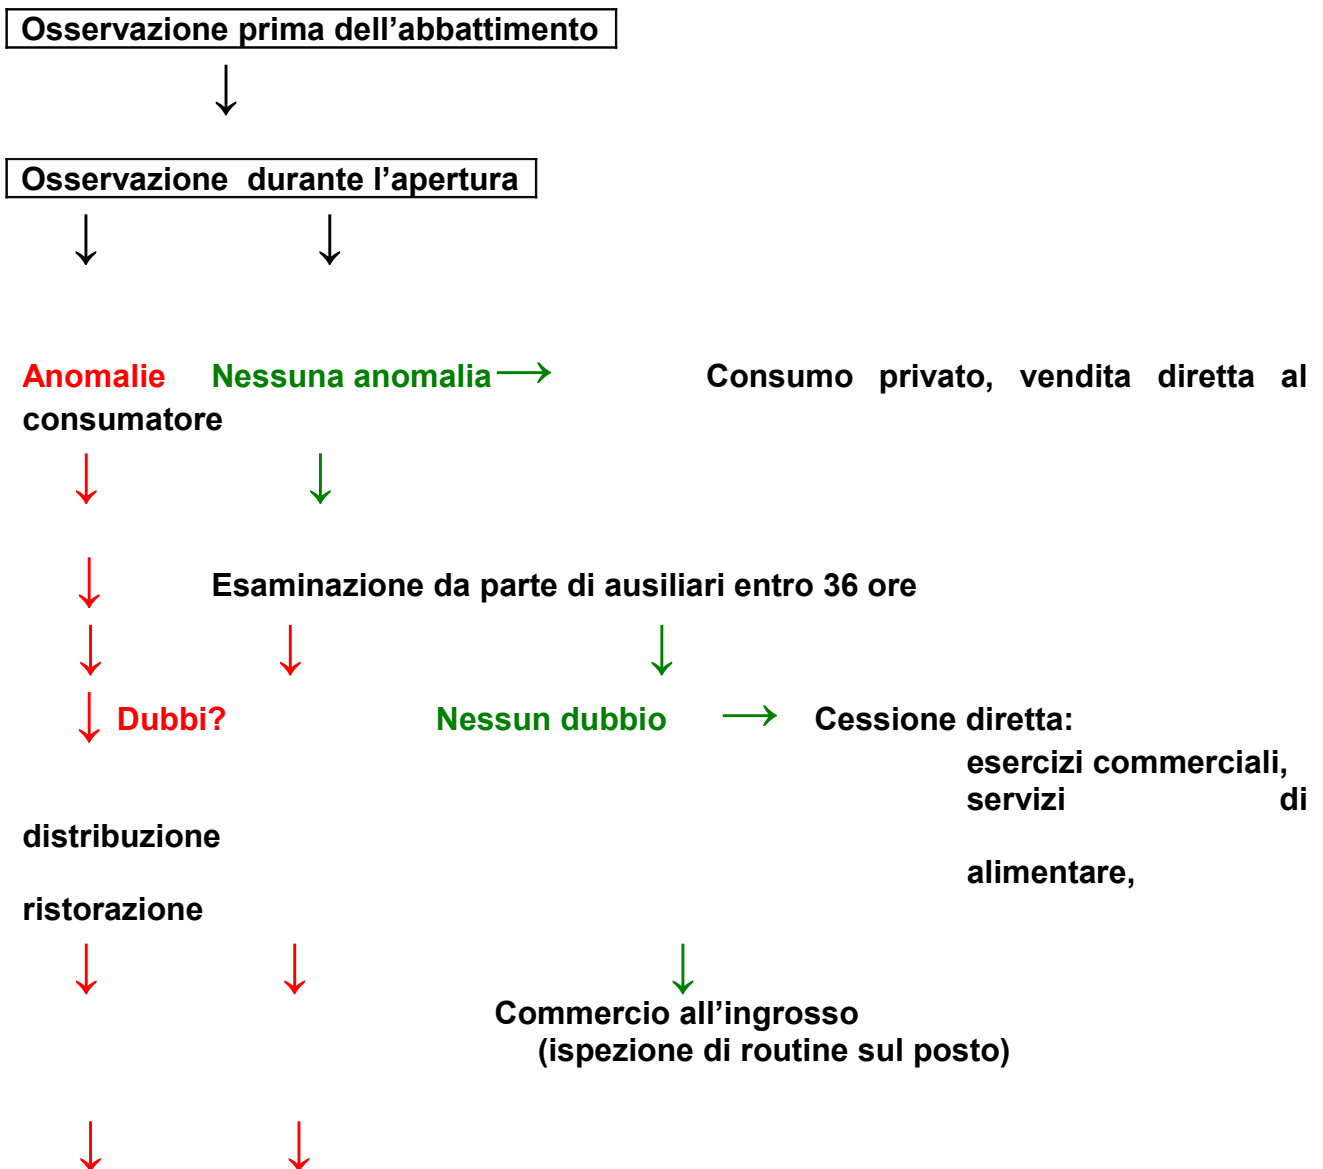 Osservazione prima dell’abbattimento
↓
Osservazione durante l’apertura
↓ ↓
Anomalie Nessuna anomalia → Consumo privato, vendita diretta al
consumatore
↓ ↓
↓ Esaminazione da parte di ausiliari entro 36 ore
↓ ↓ ↓
↓ Dubbi? Nessun dubbio → Cessione diretta:
esercizi commerciali,
servizi di
distribuzione
alimentare,
ristorazione
↓ ↓ ↓
Commercio all’ingrosso
(ispezione di routine sul posto)
↓ ↓